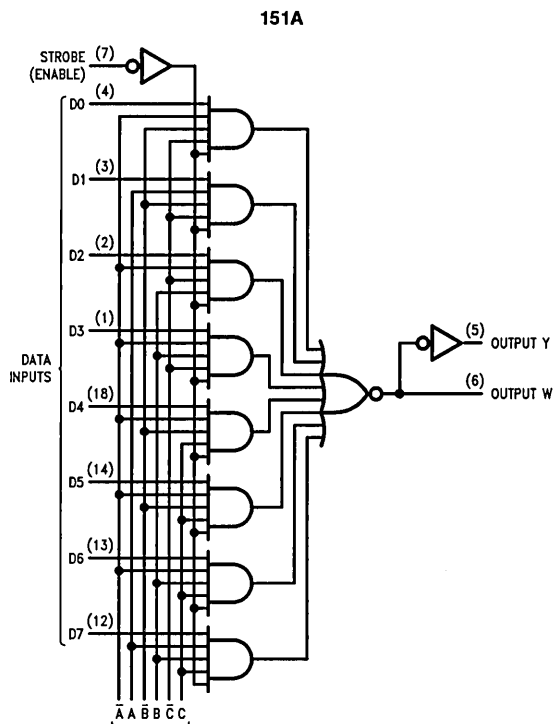 151A
STROBE (7)
(ENABLE)
D0 (4)
D1 (3)
D2 (2)
D3 (1)
DATA
INPUTS
D4 (18)
D5 (14)
D6 (13)
D7 (12)
(5)
OUTPUT Y
(6)
OUTPUT W
A̅ A B̅ B C̅ C